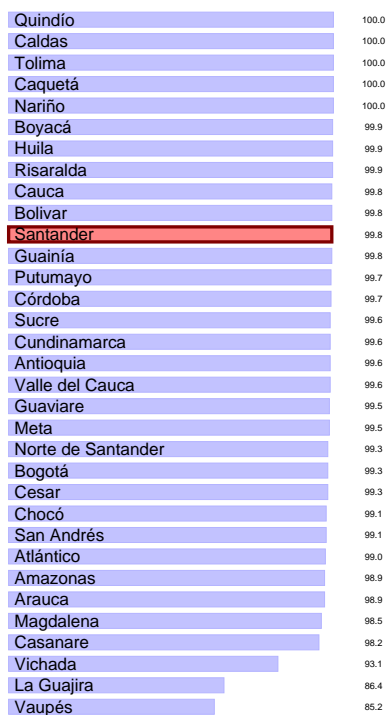 Quindío 100.0
Caldas 100.0
Tolima 100.0
Caquetá 100.0
Nariño 100.0
Boyacá 99.9
Huila 99.9
Risaralda 99.9
Cauca 99.8
Bolivar 99.8
Santander 99.8
Guainía 99.8
Putumayo 99.7
Córdoba 99.7
Sucre 99.6
Cundinamarca 99.6
Antioquia 99.6
Valle del Cauca 99.6
Guaviare 99.5
Meta 99.5
Norte de Santander 99.3
Bogotá 99.3
Cesar 99.3
Chocó 99.1
San Andrés 99.1
Atlántico 99.0
Amazonas 98.9
Arauca 98.9
Magdalena 98.5
Casanare 98.2
Vichada 93.1
La Guajira 86.4
Vaupés 85.2